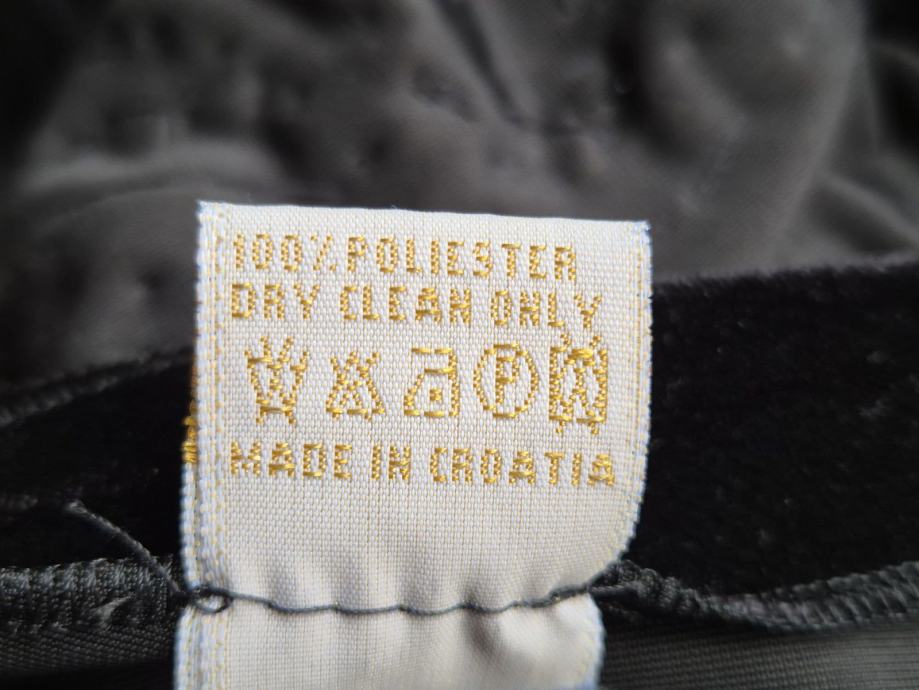 100% POLIESTER
DRY CLEAN ONLY
P
MADE IN CROATIA